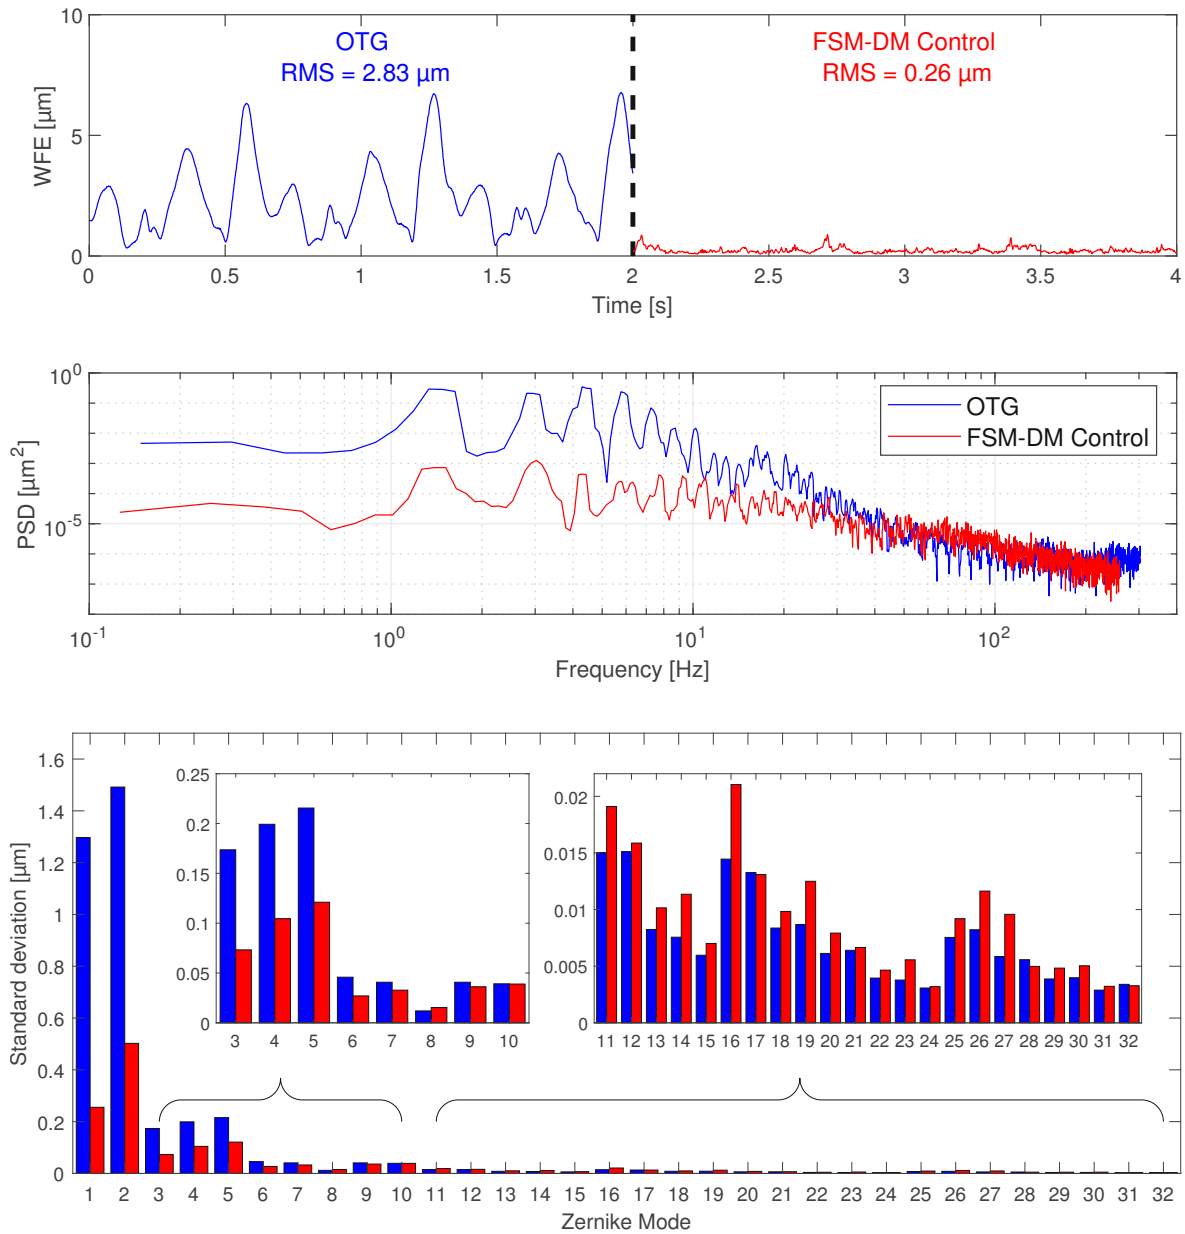 10
5
0
WFE [µm]
OTG
RMS = 2.83 µm
FSM-DM Control
RMS = 0.26 µm
0 0.5 1 1.5 2 2.5 3 3.5 4
Time [s]
10^0
10^-5
PSD [µm^2]
OTG
FSM-DM Control
10^-1 10^0 10^1 10^2
Frequency [Hz]
Standard deviation [µm]
1.6
1.4
1.2
1
0.8
0.6
0.4
0.2
0
0.25
0.2
0.15
0.1
0.05
0
3 4 5 6 7 8 9 10
0.02
0.015
0.01
0.005
0
11 12 13 14 15 16 17 18 19 20 21 22 23 24 25 26 27 28 29 30 31 32
1 2 3 4 5 6 7 8 9 10 11 12 13 14 15 16 17 18 19 20 21 22 23 24 25 26 27 28 29 30 31 32
Zernike Mode